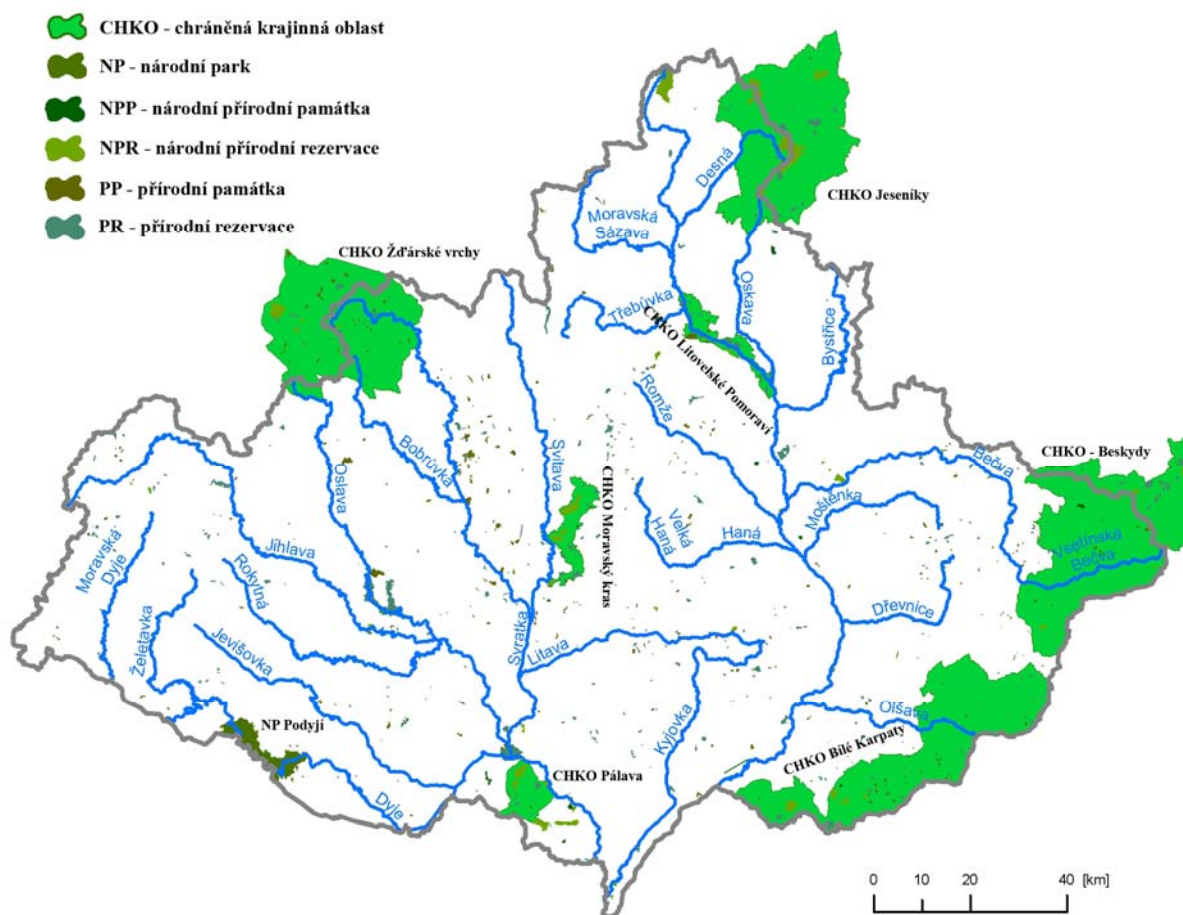 CHKO - chráněná krajinná oblast
NP - národní park
NPP - národní přírodní památka
NPR - národní přírodní rezervace
PP - přírodní památka
PR - přírodní rezervace
Desná
CHKO Jeseníky
Moravská
Sázava
CHKO Žďárské vrchy
Oskava
Třebůvka
Bystřice
CHKO Litovelské Pomoraví
Romže
Bobrůvka
Svitava
Oslava
CHKO Moravský kras
CHKO - Beskydy
Bečva
Moštěnka
Velká
Haná
Haná
Vsetínská
Bečva
Moravská
Dyje
Jihlava
Rokytná
Želetavka
Jevišovka
Dřevnice
Svratka
Litava
Kyjovka
Olšava
NP Podyjí
CHKO Bílé Karpaty
CHKO Pálava
Dyje
0 10 20 40 [km]